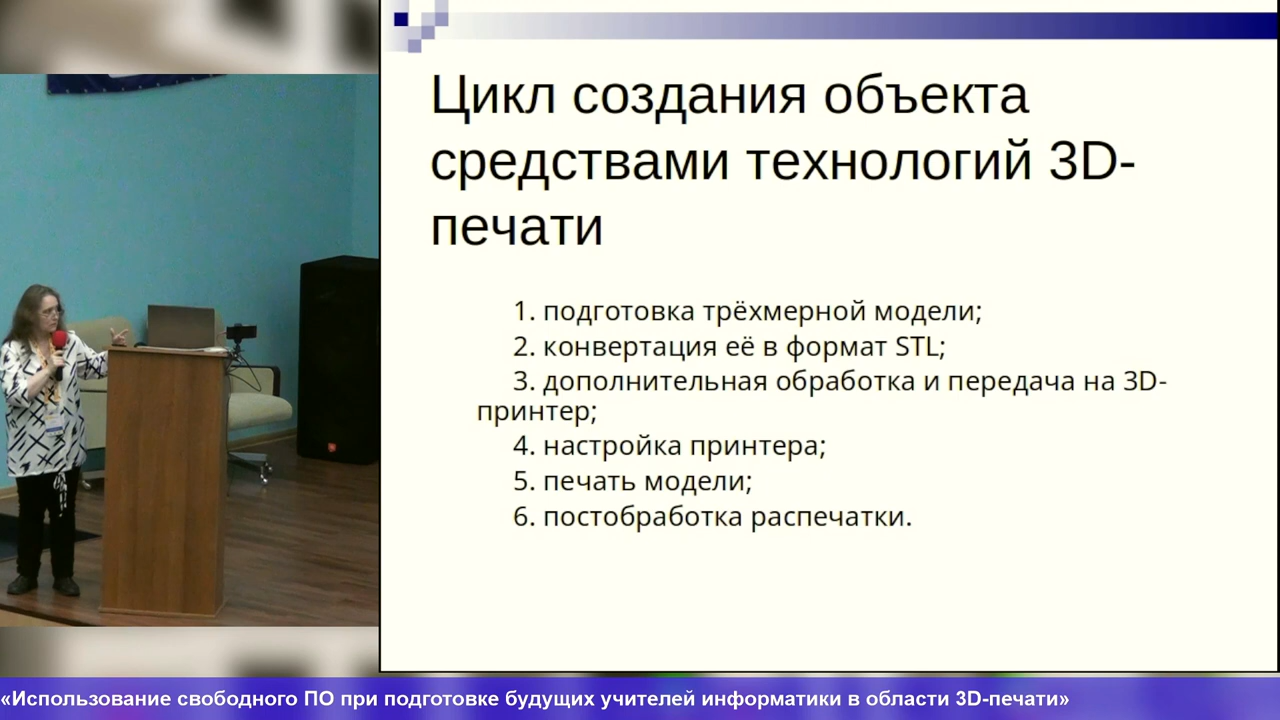 Цикл создания объекта
средствами технологий 3D-
печати
1. подготовка трёхмерной модели;
2. конвертация её в формат STL;
3. дополнительная обработка и передача на 3D-
принтер;
4. настройка принтера;
5. печать модели;
6. постобработка распечатки.
«Использование свободного ПО при подготовке будущих учителей информатики в области 3D-печати»